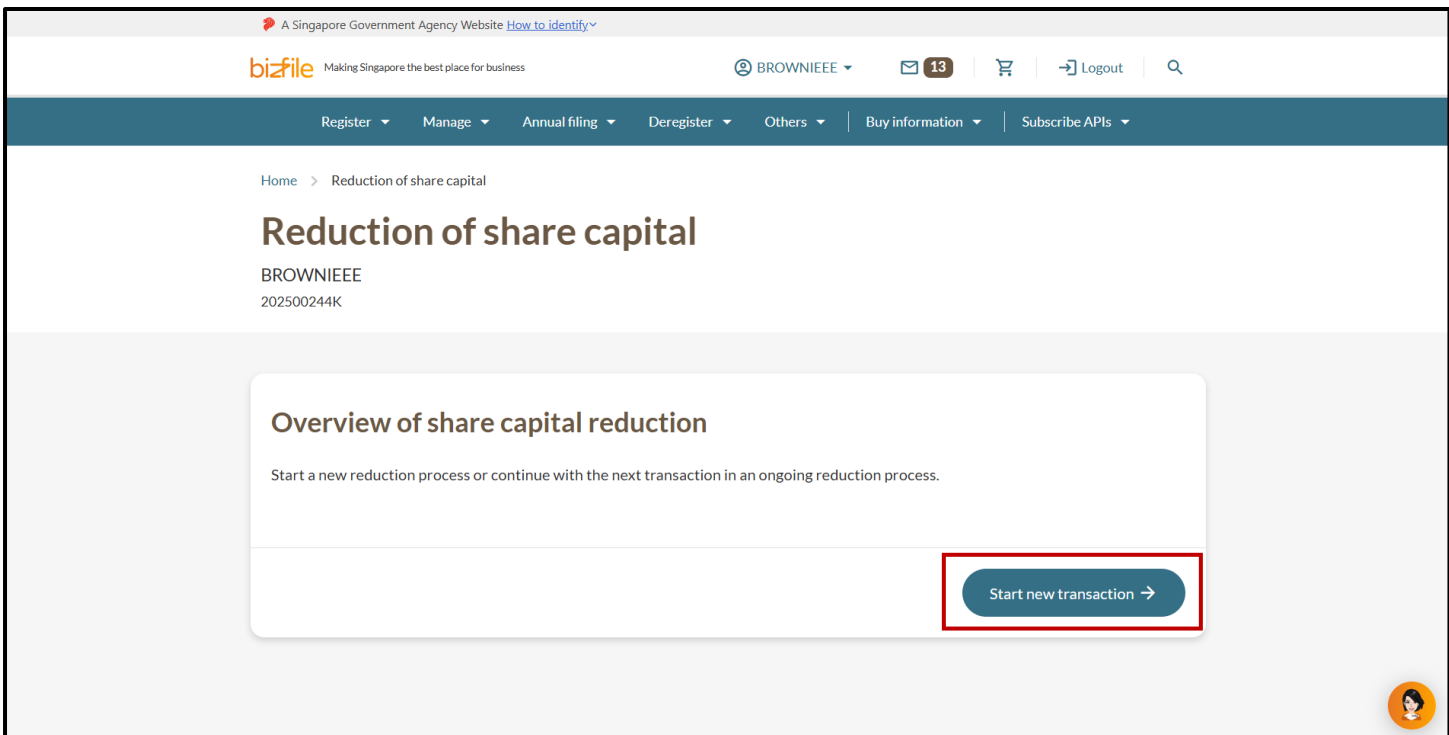 A Singapore Government Agency Website How to identify
bizfile Making Singapore the best place for business BROWNIEEE 13 Logout
Register Manage Annual filing Deregister Others Buy information Subscribe APIs
Home > Reduction of share capital
Reduction of share capital
BROWNIEEE
202500244K
Overview of share capital reduction
Start a new reduction process or continue with the next transaction in an ongoing reduction process.
Start new transaction →